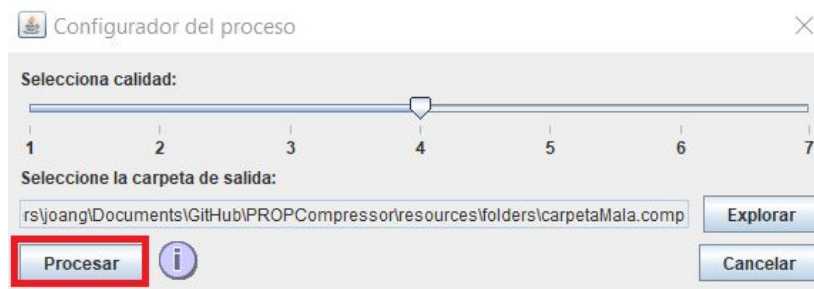 Configurador del proceso
Selecciona calidad:
1 2 3 4 5 6 7
Seleccione la carpeta de salida:
rs\joang\Documents\GitHub\PROPCompressor\resources\folders\carpetaMala.comp Explorar
Procesar i Cancelar